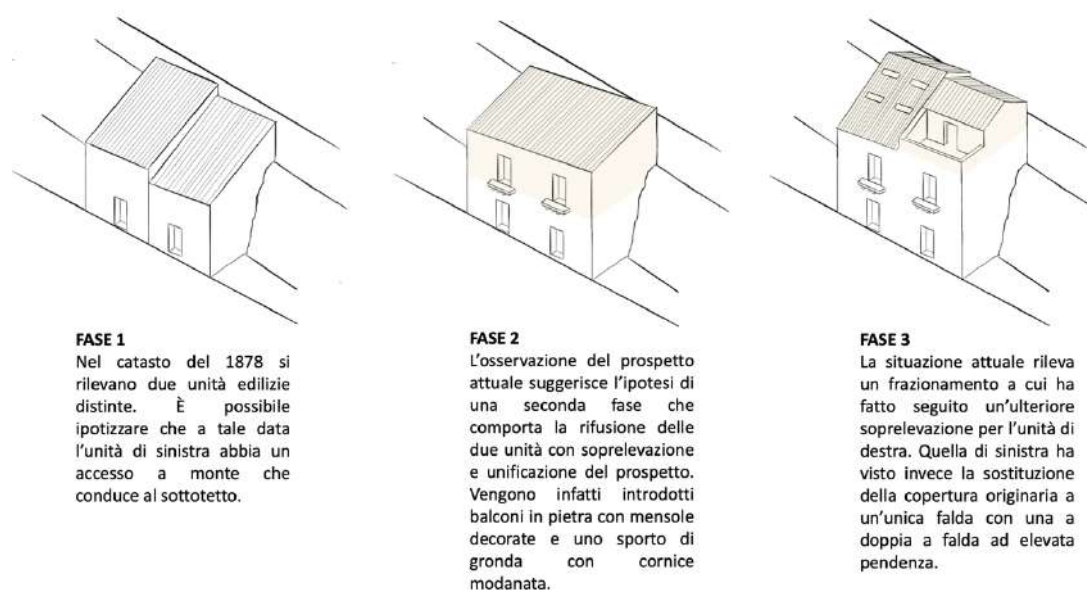 FASE 1
Nel catasto del 1878 si
rilevano due unità edilizie
distinte. È possibile
ipotizzare che a tale data
l'unità di sinistra abbia un
accesso a monte che
conduce al sottotetto.
FASE 2
L'osservazione del prospetto
attuale suggerisce l'ipotesi di
una seconda fase che
comporta la rifusione delle
due unità con soprelevazione
e unificazione del prospetto.
Vengono infatti introdotti
balconi in pietra con mensole
decorate e uno sporto di
gronda con cornice
modanata.
FASE 3
La situazione attuale rileva
un frazionamento a cui ha
fatto seguito un'ulteriore
soprelevazione per l'unità di
destra. Quella di sinistra ha
visto invece la sostituzione
della copertura originaria a
un'unica falda con una a
doppia a falda ad elevata
pendenza.